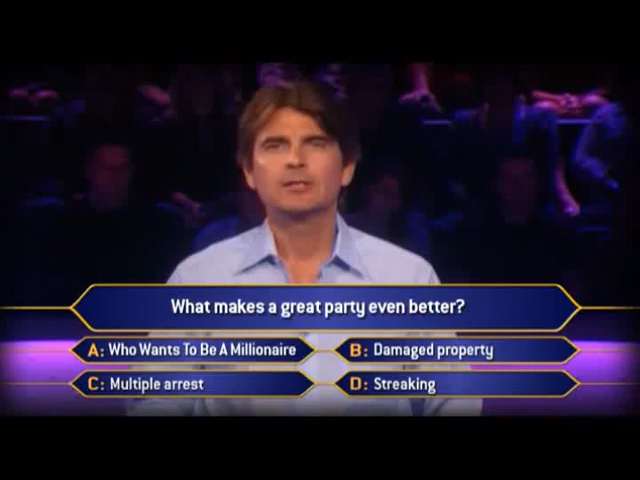 What makes a great party even better?
A: Who Wants To Be A Millionaire
B: Damaged property
C: Multiple arrest
D: Streaking